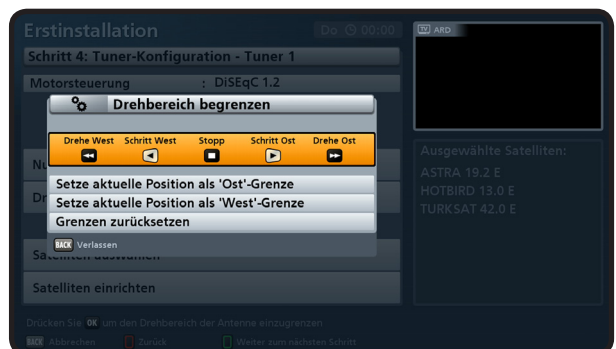 Erstinstallation
Do 00:00
TV ARD
Schritt 4: Tuner-Konfiguration - Tuner 1
Motorsteuerung : DiSEqC 1.2
Drehbereich begrenzen
Drehe West Schritt West Stopp Schritt Ost Drehe Ost
Setze aktuelle Position als 'Ost'-Grenze
Setze aktuelle Position als 'West'-Grenze
Grenzen zurücksetzen
BACK Verlassen
Satelliten auswählen
Satelliten einrichten
Ausgewählte Satelliten:
ASTRA 19.2 E
HOTBIRD 13.0 E
TURKSAT 42.0 E
Drücken Sie OK um den Drehbereich der Antenne einzugrenzen
BACK Abbrechen Zurück Weiter zum nächsten Schritt